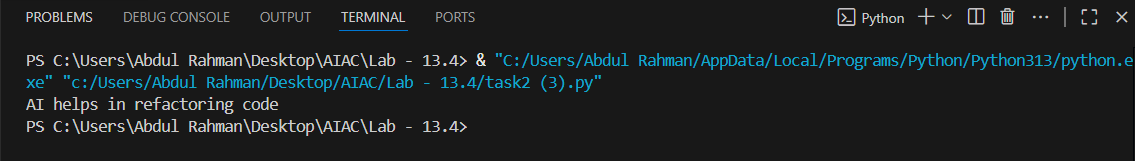 PROBLEMS DEBUG CONSOLE OUTPUT TERMINAL PORTS Python
PS C:\Users\Abdul Rahman\Desktop\AIAC\Lab - 13.4> & "C:/Users/Abdul Rahman/AppData/Local/Programs/Python/Python313/python.e
xe" "c:/Users/Abdul Rahman/Desktop/AIAC/Lab - 13.4/task2 (3).py"
AI helps in refactoring code
PS C:\Users\Abdul Rahman\Desktop\AIAC\Lab - 13.4>